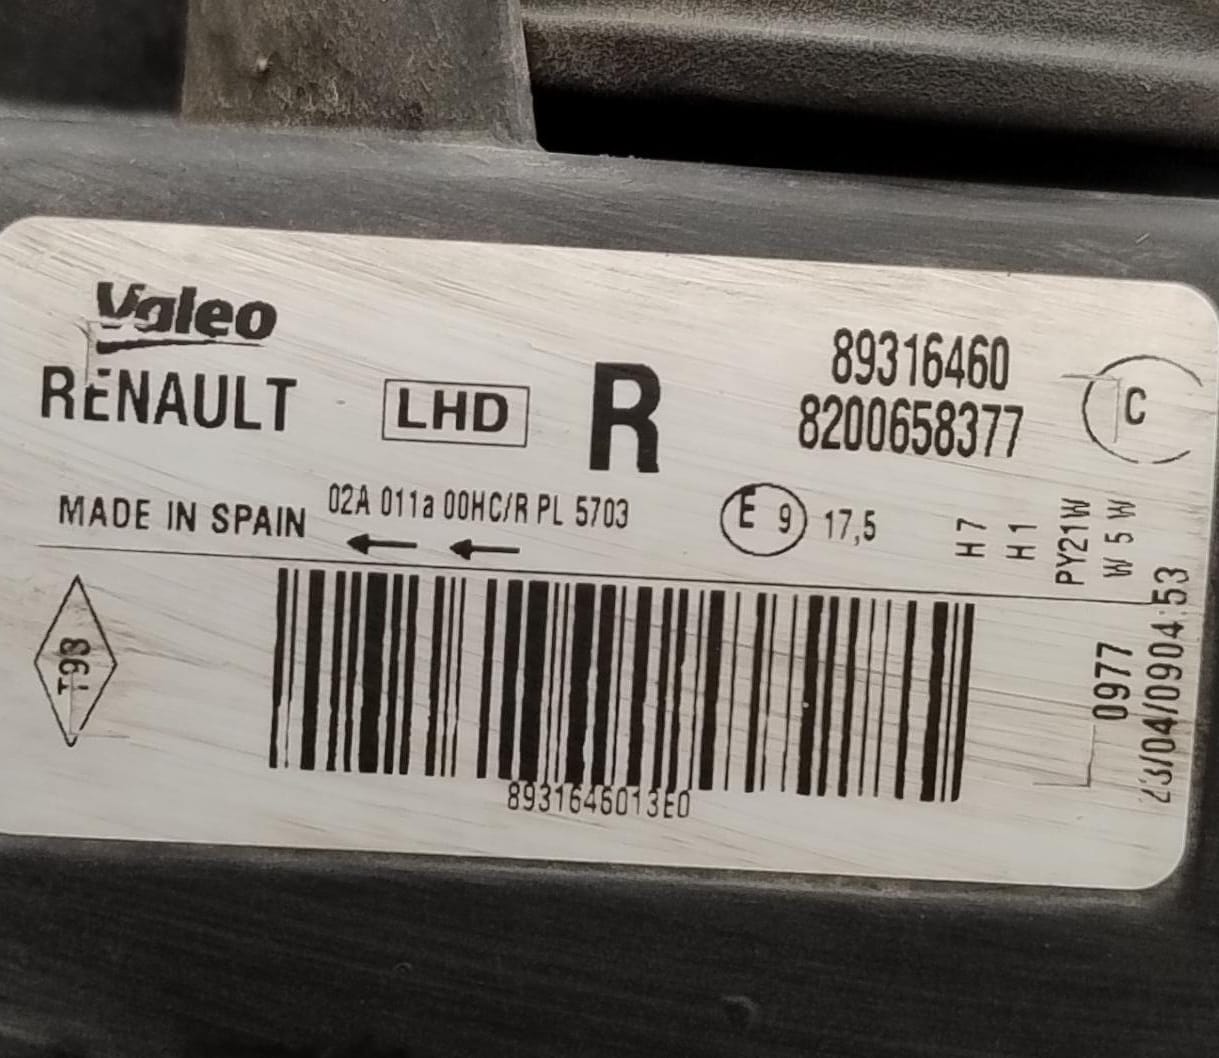 Valeo
RENAULT
LHD
R
89316460
8200658377
C
MADE IN SPAIN
02A 011a 00HC/R PL 5703
E 9
17,5
H7
H1
PY21W
W5W
T98
8931646013E0
0977
23/04/0904:53